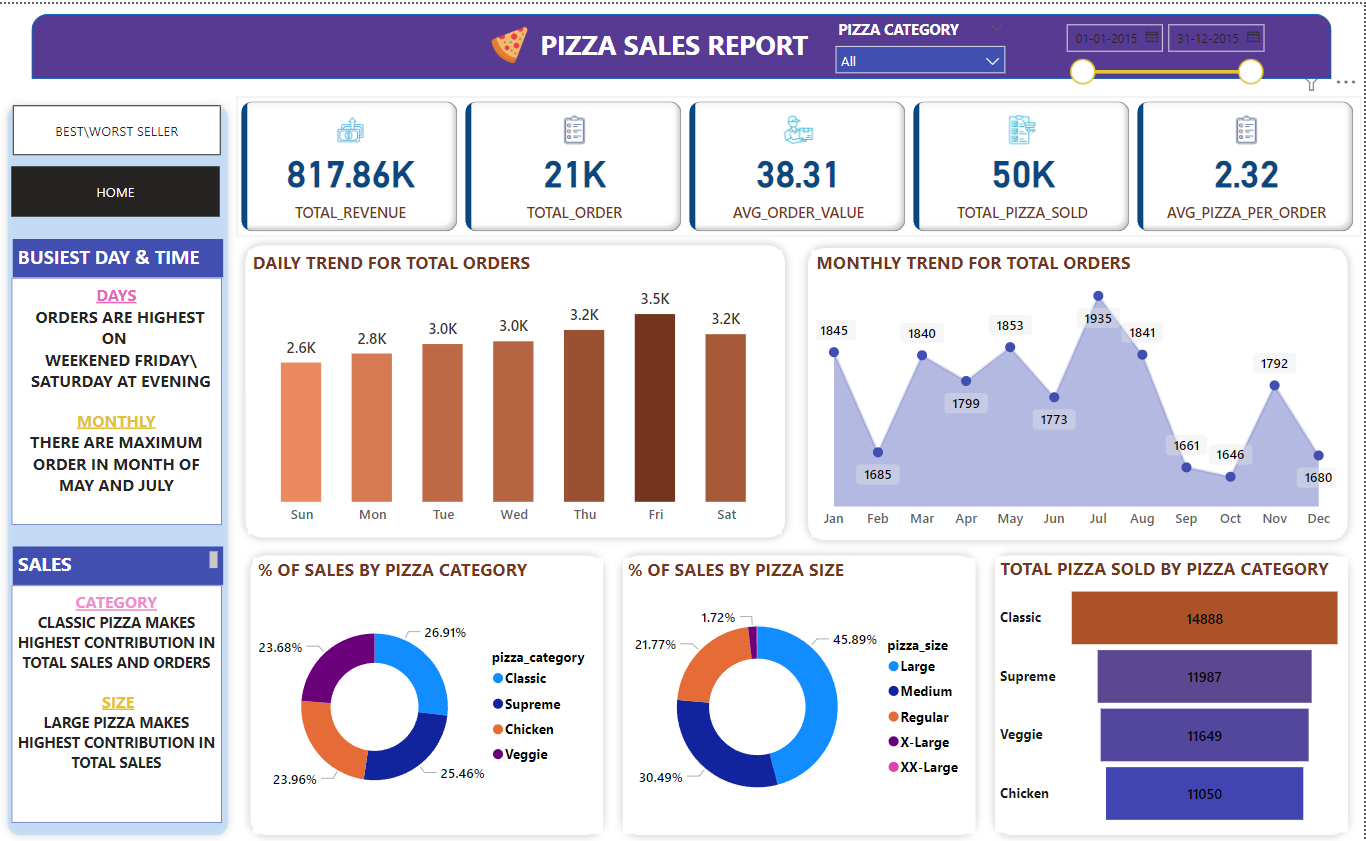 PIZZA SALES REPORT
PIZZA CATEGORY
All
01-01-2015
31-12-2015
BEST\WORST SELLER
HOME
817.86K
TOTAL_REVENUE
21K
TOTAL_ORDER
38.31
AVG_ORDER_VALUE
50K
TOTAL_PIZZA_SOLD
2.32
AVG_PIZZA_PER_ORDER
BUSIEST DAY & TIME
DAYS
ORDERS ARE HIGHEST
ON
WEEKENED FRIDAY\
SATURDAY AT EVENING
MONTHLY
THERE ARE MAXIMUM
ORDER IN MONTH OF
MAY AND JULY
SALES
CATEGORY
CLASSIC PIZZA MAKES
HIGHEST CONTRIBUTION IN
TOTAL SALES AND ORDERS
SIZE
LARGE PIZZA MAKES
HIGHEST CONTRIBUTION IN
TOTAL SALES
DAILY TREND FOR TOTAL ORDERS
2.6K
2.8K
3.0K
3.0K
3.2K
3.5K
3.2K
Sun Mon Tue Wed Thu Fri Sat
MONTHLY TREND FOR TOTAL ORDERS
1845
1685
1840
1799
1853
1773
1935
1841
1661
1646
1792
1680
Jan Feb Mar Apr May Jun Jul Aug Sep Oct Nov Dec
% OF SALES BY PIZZA CATEGORY
26.91%
25.46%
23.96%
23.68%
pizza_category
Classic
Supreme
Chicken
Veggie
% OF SALES BY PIZZA SIZE
45.89%
30.49%
21.77%
1.72%
pizza_size
Large
Medium
Regular
X-Large
XX-Large
TOTAL PIZZA SOLD BY PIZZA CATEGORY
Classic 14888
Supreme 11987
Veggie 11649
Chicken 11050